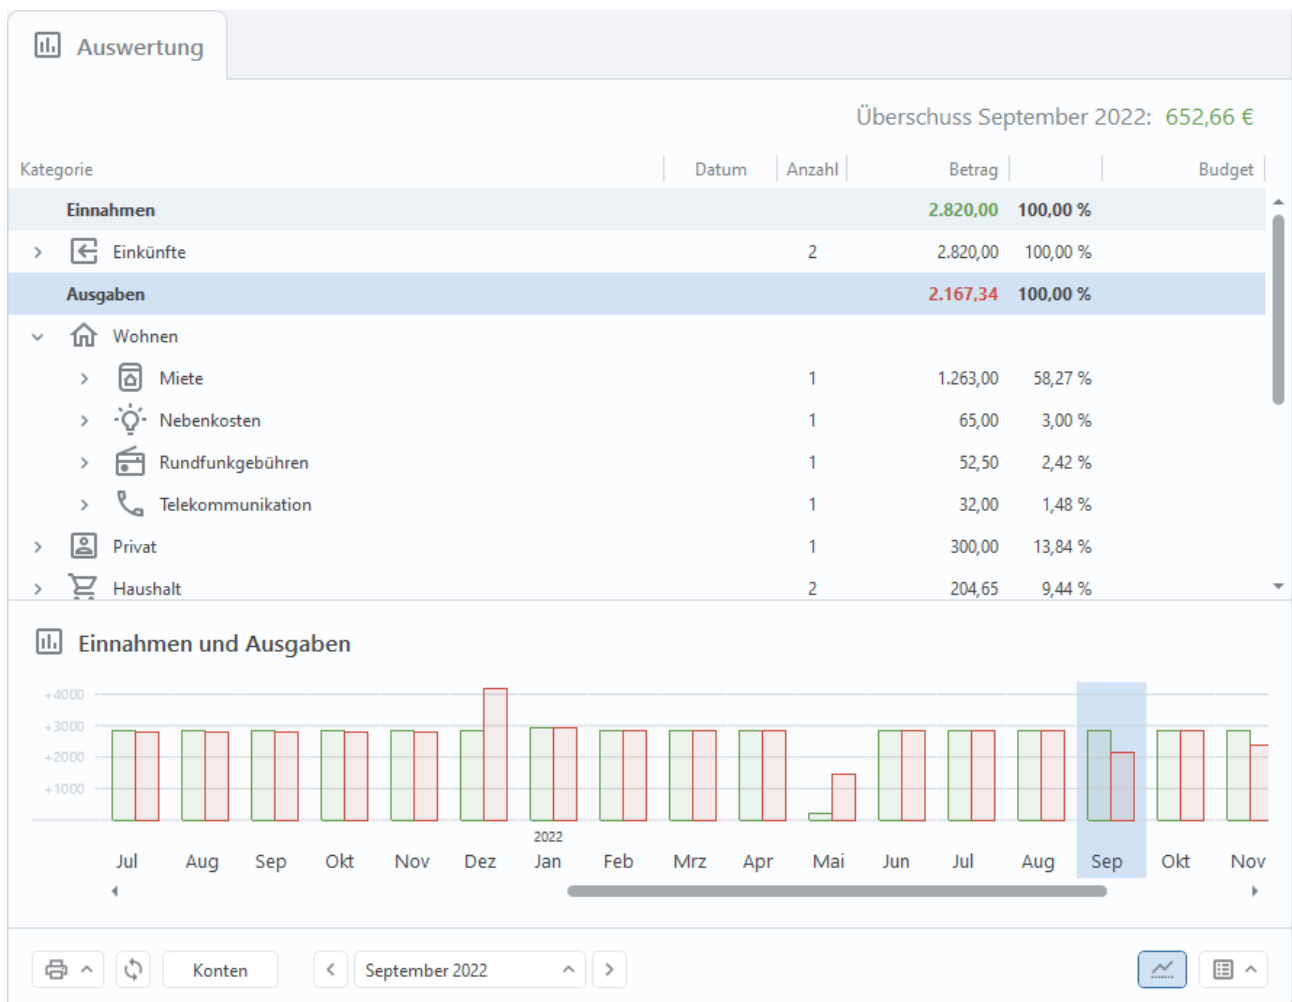 Auswertung
Überschuss September 2022: 652,66 €
Kategorie Datum Anzahl Betrag Budget
Einnahmen 2.820,00 100,00 %
Einkünfte 2 2.820,00 100,00 %
Ausgaben 2.167,34 100,00 %
Wohnen
Miete 1 1.263,00 58,27 %
Nebenkosten 1 65,00 3,00 %
Rundfunkgebühren 1 52,50 2,42 %
Telekommunikation 1 32,00 1,48 %
Privat 1 300,00 13,84 %
Haushalt 2 204,65 9,44 %
Einnahmen und Ausgaben
+4000
+3000
+2000
+1000
2022
Jul Aug Sep Okt Nov Dez Jan Feb Mrz Apr Mai Jun Jul Aug Sep Okt Nov
Konten September 2022